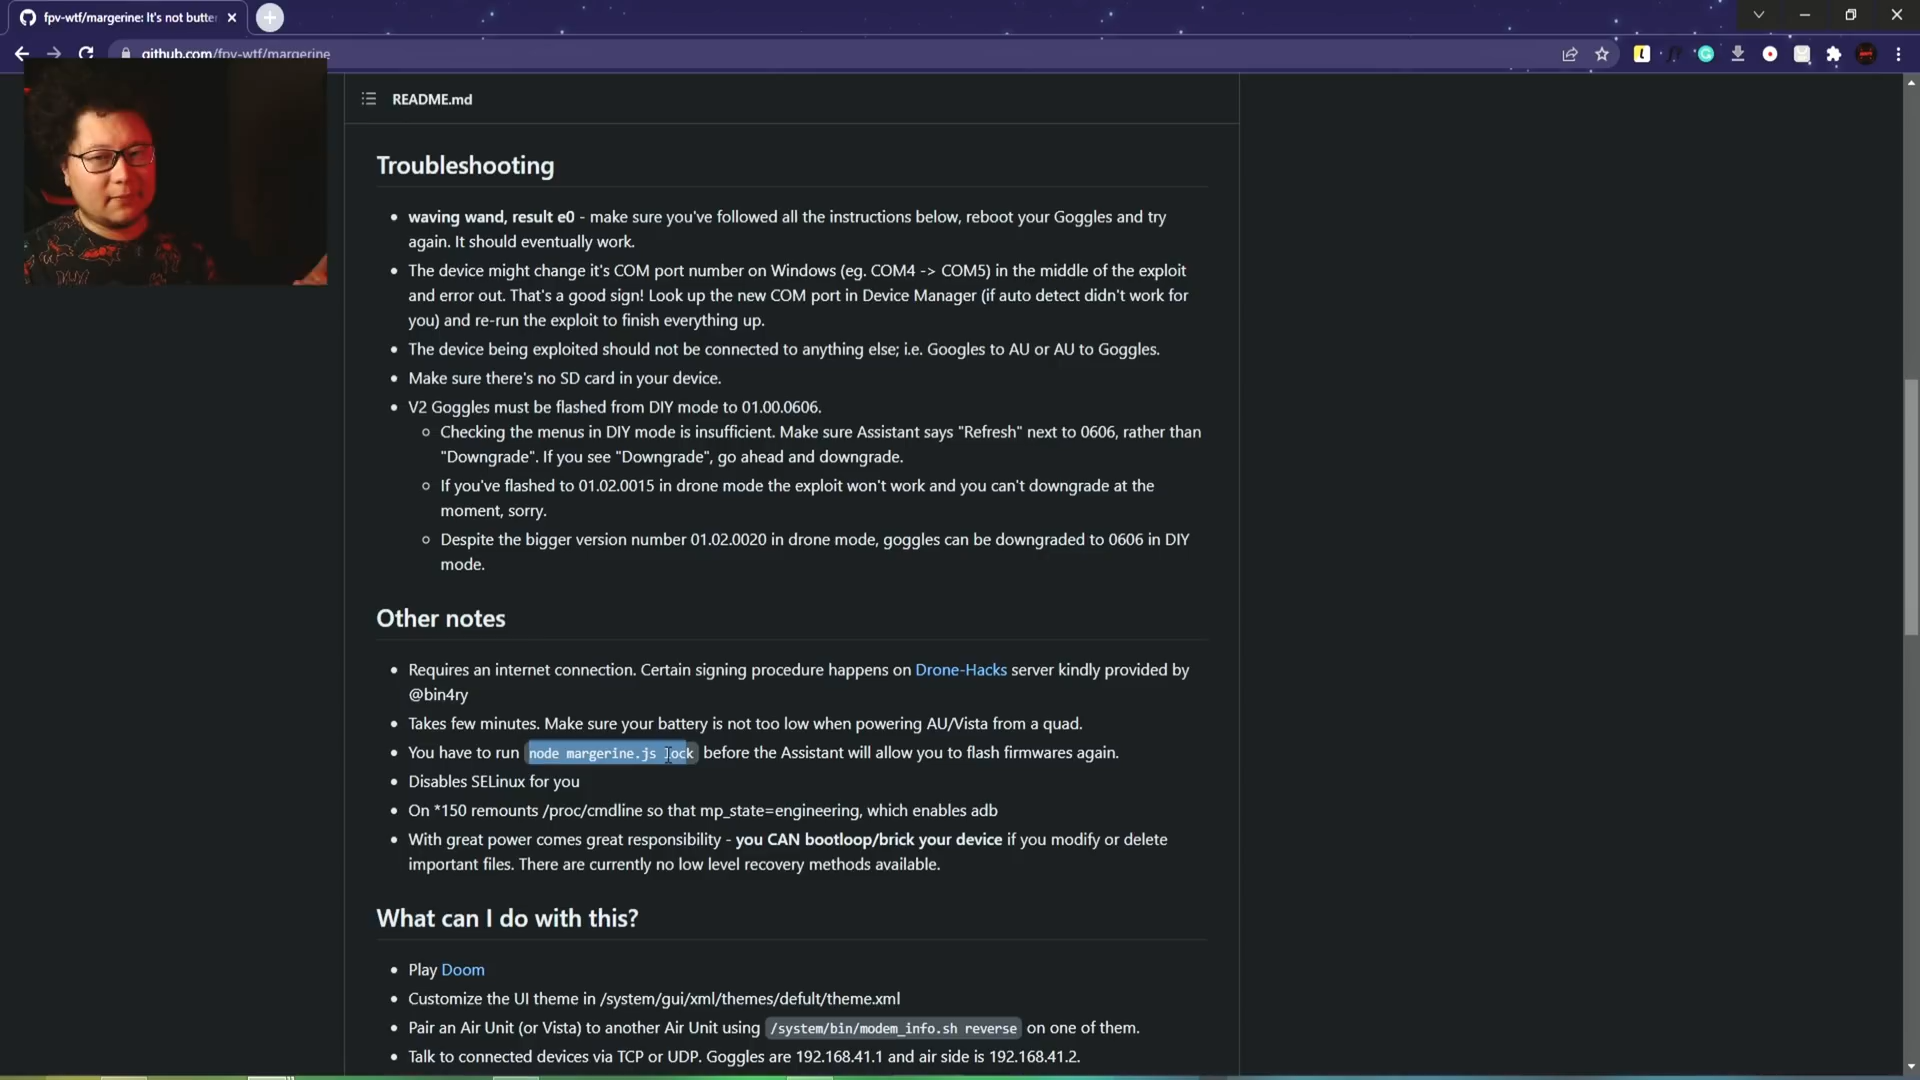 fpv-wtf/margerine: It's not butter
github.com/fpv-wtf/margerine
README.md
Troubleshooting
waving wand, result e0 - make sure you've followed all the instructions below, reboot your Goggles and try
again. It should eventually work.
The device might change it's COM port number on Windows (eg. COM4 -> COM5) in the middle of the exploit
and error out. That's a good sign! Look up the new COM port in Device Manager (if auto detect didn't work for
you) and re-run the exploit to finish everything up.
The device being exploited should not be connected to anything else; i.e. Googles to AU or AU to Goggles.
Make sure there's no SD card in your device.
V2 Goggles must be flashed from DIY mode to 01.00.0606.
Checking the menus in DIY mode is insufficient. Make sure Assistant says "Refresh" next to 0606, rather than
"Downgrade". If you see "Downgrade", go ahead and downgrade.
If you've flashed to 01.02.0015 in drone mode the exploit won't work and you can't downgrade at the
moment, sorry.
Despite the bigger version number 01.02.0020 in drone mode, goggles can be downgraded to 0606 in DIY
mode.
Other notes
Requires an internet connection. Certain signing procedure happens on Drone-Hacks server kindly provided by
@bin4ry
Takes few minutes. Make sure your battery is not too low when powering AU/Vista from a quad.
You have to run node margerine.js lock before the Assistant will allow you to flash firmwares again.
Disables SELinux for you
On *150 remounts /proc/cmdline so that mp_state=engineering, which enables adb
With great power comes great responsibility - you CAN bootloop/brick your device if you modify or delete
important files. There are currently no low level recovery methods available.
What can I do with this?
Play Doom
Customize the UI theme in /system/gui/xml/themes/defult/theme.xml
Pair an Air Unit (or Vista) to another Air Unit using /system/bin/modem_info.sh reverse on one of them.
Talk to connected devices via TCP or UDP. Goggles are 192.168.41.1 and air side is 192.168.41.2.